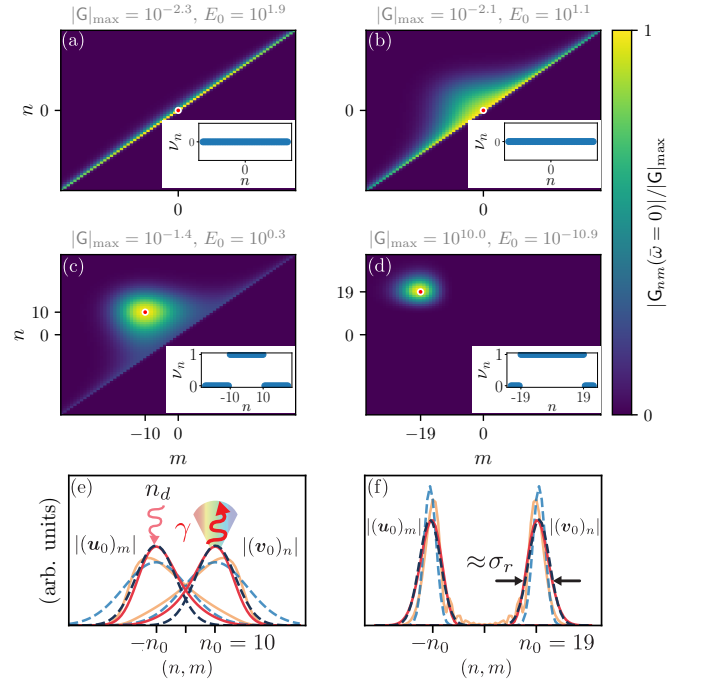 |G|max = 10^−2.3, E0 = 10^1.9
|G|max = 10^−2.1, E0 = 10^1.1
(a)
n
0
νn
0
0
n
0
(b)
νn
0
0
n
0
|G|max = 10^−1.4, E0 = 10^0.3
|G|max = 10^10.0, E0 = 10^−10.9
(c)
n
10
0
νn
1
0
−10
10
n
−10
0
m
(d)
19
0
νn
1
0
−19
19
n
−19
0
m
1
0
|Gnm(ω̄ = 0)|/|G|max
(e)
(arb. units)
nd
γ
|(u0)m|
|(v0)n|
−n0
n0 = 10
(n, m)
(f)
|(u0)m|
|(v0)n|
≈σr
−n0
n0 = 19
(n, m)